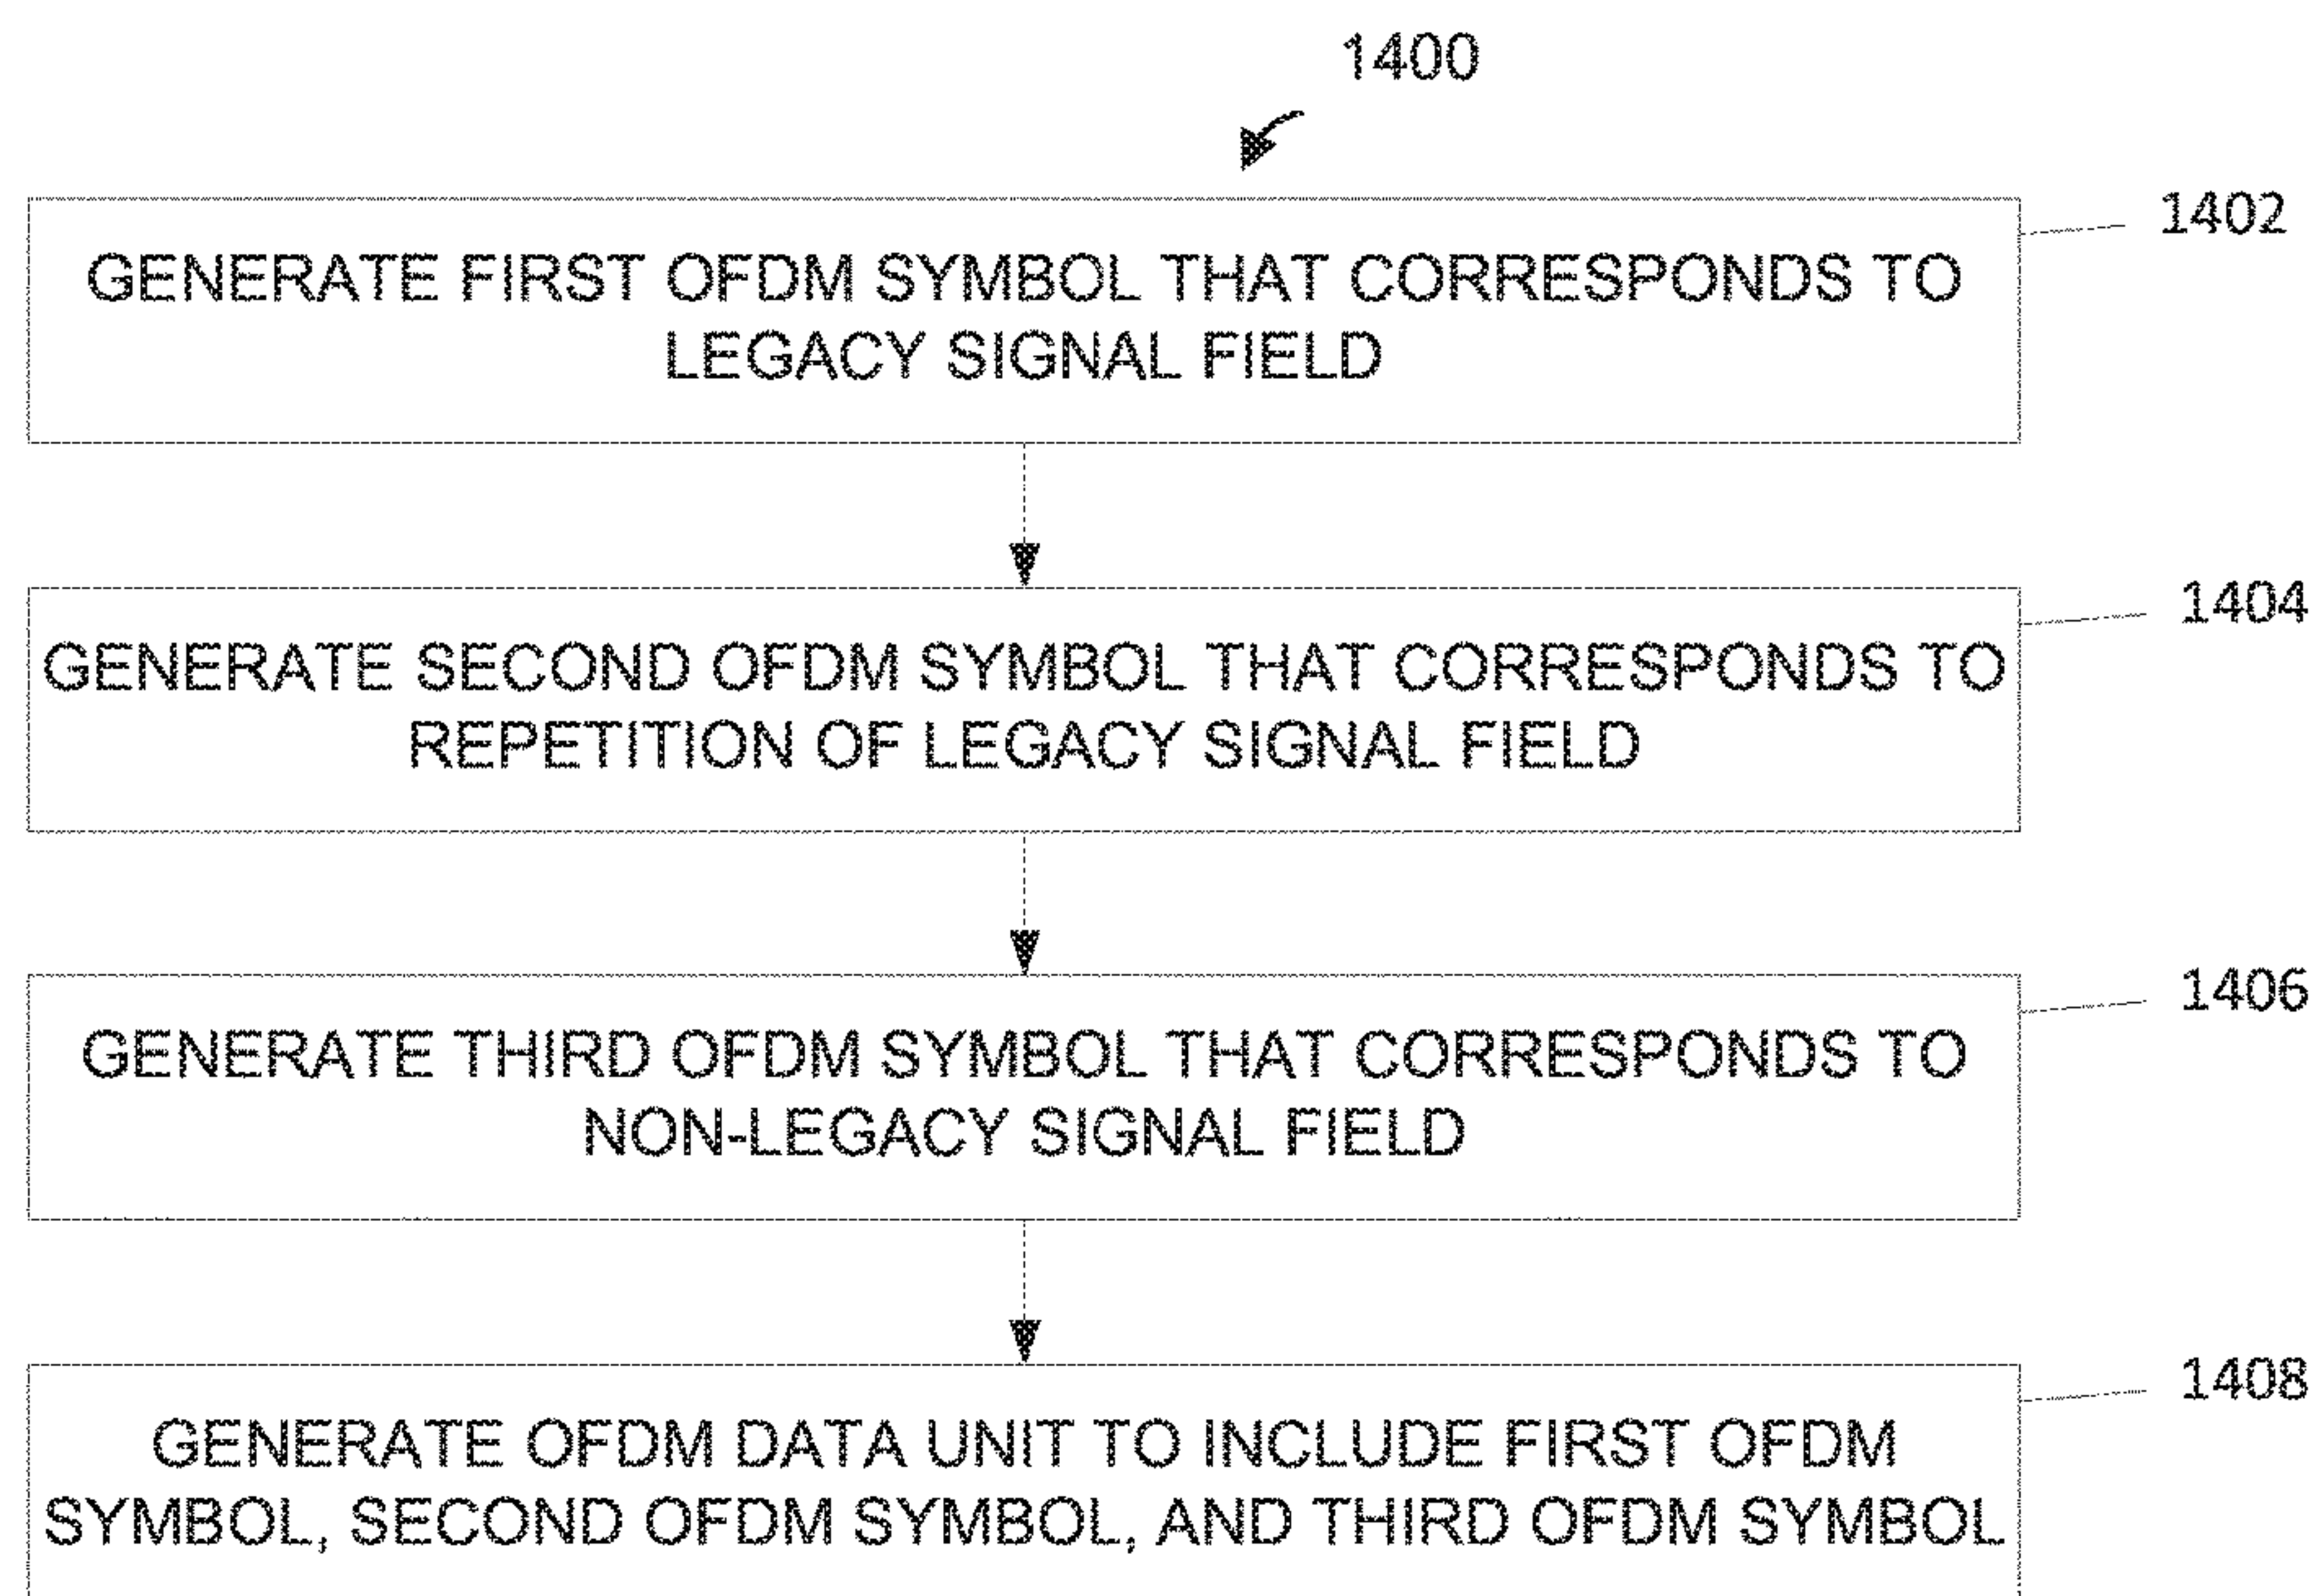 1400
1402
GENERATE FIRST OFDM SYMBOL THAT CORRESPONDS TO
LEGACY SIGNAL FIELD
1404
GENERATE SECOND OFDM SYMBOL THAT CORRESPONDS TO
REPETITION OF LEGACY SIGNAL FIELD
1406
GENERATE THIRD OFDM SYMBOL THAT CORRESPONDS TO
NON-LEGACY SIGNAL FIELD
1408
GENERATE OFDM DATA UNIT TO INCLUDE FIRST OFDM
SYMBOL, SECOND OFDM SYMBOL, AND THIRD OFDM SYMBOL